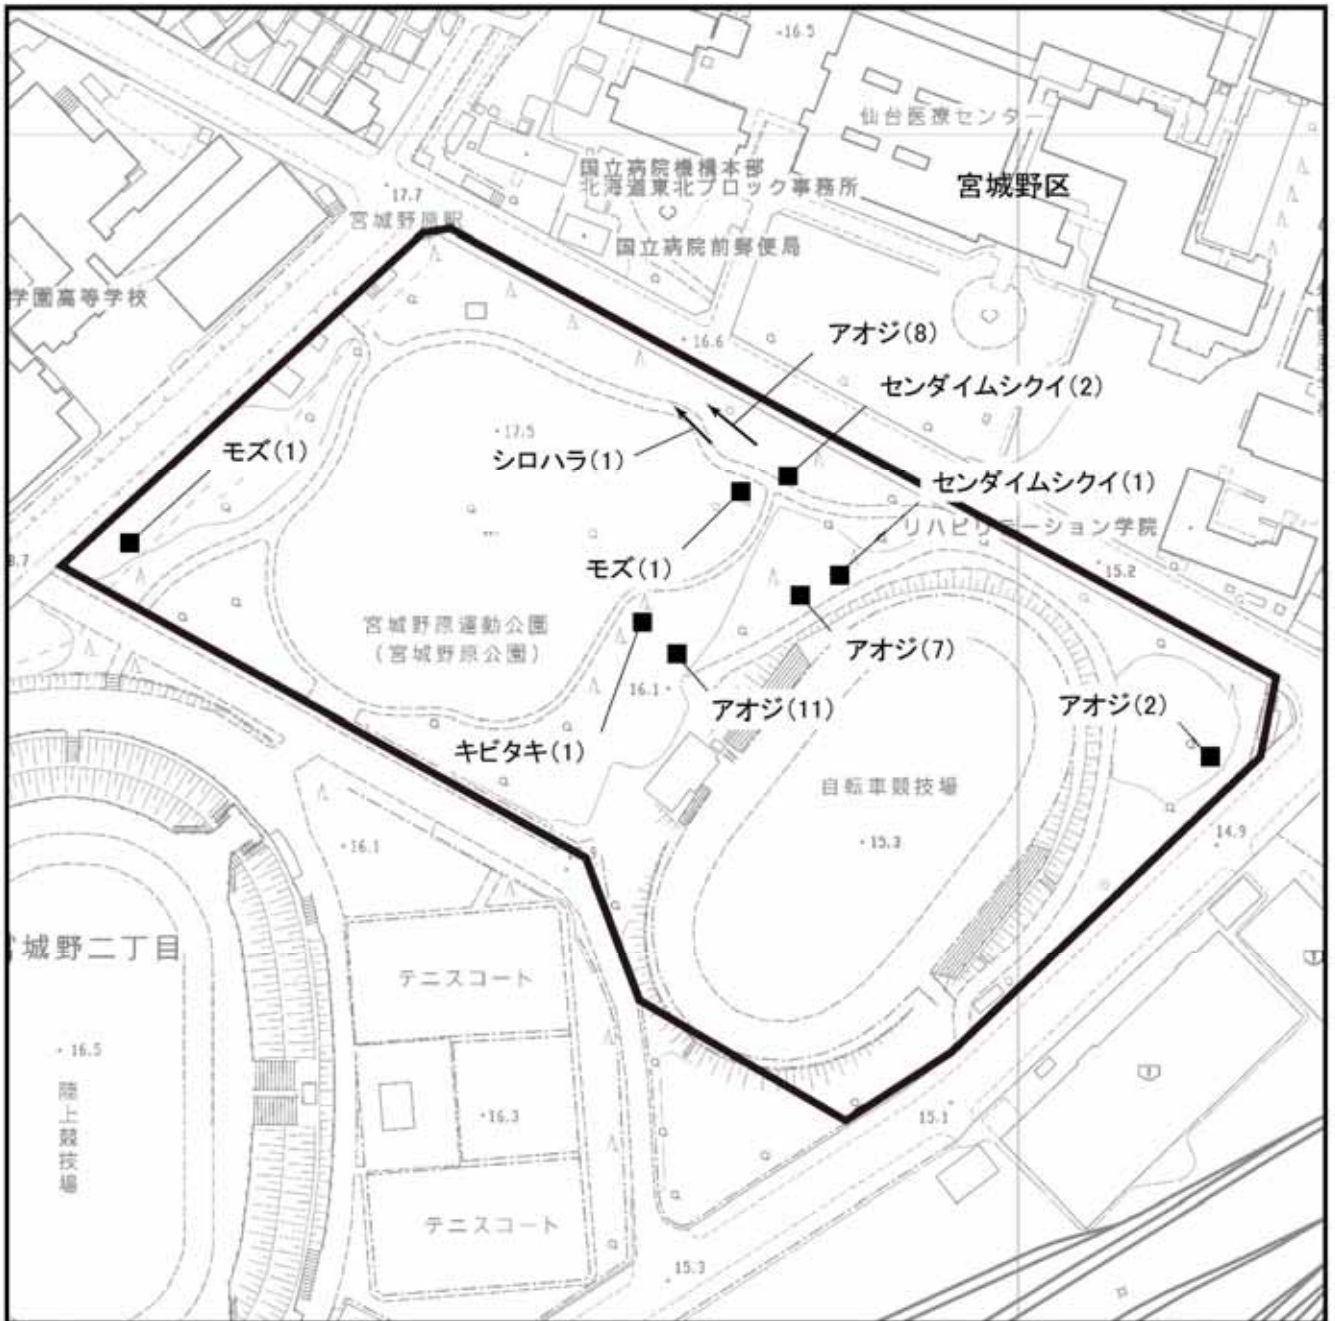 16.5
仙台医療センター
国立病院機構本部
北海道東北ブロック事務所
宮城野区
17.7
宮城野原駅
国立病院前郵便局
学園高等学校
16.6
アオジ(8)
センダイムシクイ(2)
17.5
モズ(1)
シロハラ(1)
センダイムシクイ(1)
リハビリテーション学院
8.7
モズ(1)
15.2
宮城野原運動公園
(宮城野原公園)
アオジ(7)
16.1
アオジ(11)
アオジ(2)
キビタキ(1)
自転車競技場
15.3
14.9
16.1
城野二丁目
テニスコート
16.5
陸上競技場
16.3
15.1
テニスコート
15.3